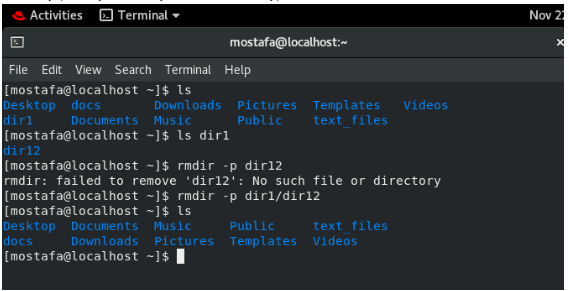 Activities Terminal Nov 22
mostafa@localhost:~ ×
File Edit View Search Terminal Help
[mostafa@localhost ~]$ ls
Desktop docs Downloads Pictures Templates Videos
dir1 Documents Music Public text_files
[mostafa@localhost ~]$ ls dir1
dir12
[mostafa@localhost ~]$ rmdir -p dir12
rmdir: failed to remove 'dir12': No such file or directory
[mostafa@localhost ~]$ rmdir -p dir1/dir12
[mostafa@localhost ~]$ ls
Desktop Documents Music Public text_files
docs Downloads Pictures Templates Videos
[mostafa@localhost ~]$